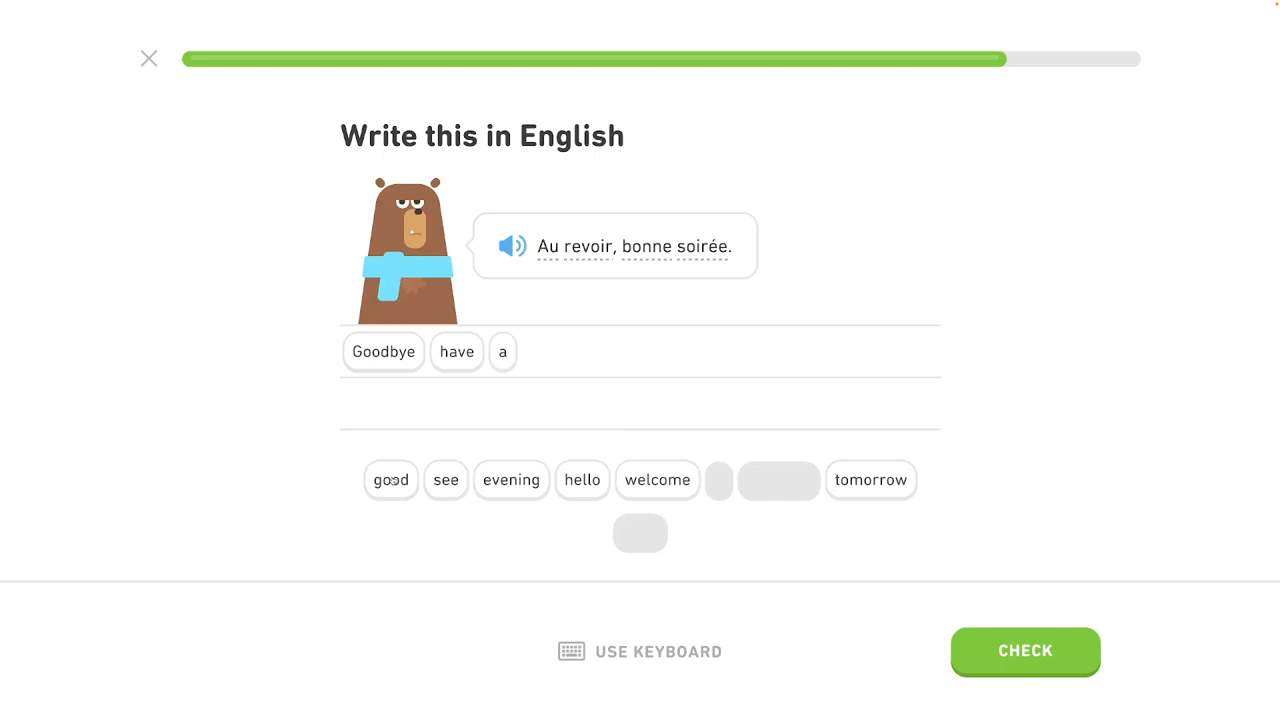 Write this in English
Au revoir, bonne soirée.
Goodbye have a
good see evening hello welcome tomorrow
USE KEYBOARD
CHECK